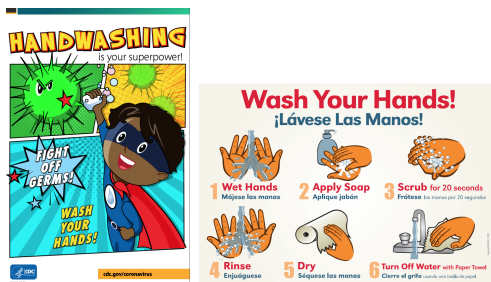 HANDWASHING
is your superpower!
FIGHT
OFF
GERMS!
WASH
YOUR
HANDS!
CDC
cdc.gov/coronavirus
Wash Your Hands!
¡Lávese Las Manos!
1 Wet Hands
Mójese las manos
2 Apply Soap
Aplique jabón
3 Scrub for 20 seconds
Frótese las manos por 20 segundos
4 Rinse
Enjuáguese
5 Dry
Séquese las manos
6 Turn Off Water with Paper Towel
Cierre el grifo usando una toalla de papel